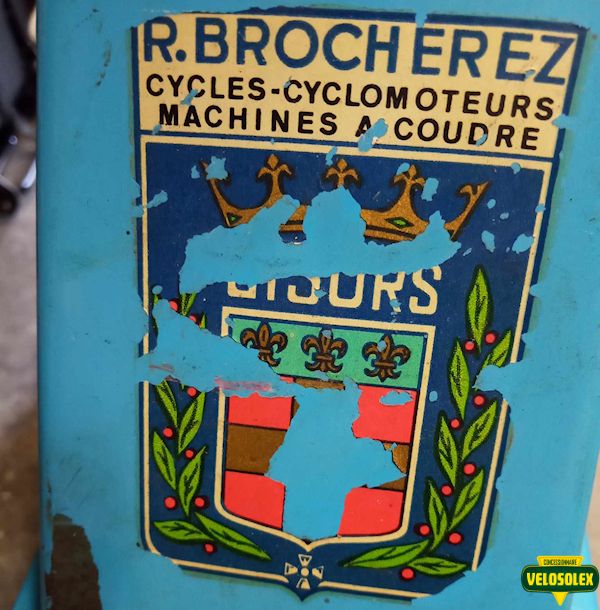 R. BROCHEREZ
CYCLES-CYCLOMOTEURS
MACHINES A COUDRE
GISORS
CONCESSIONNAIRE
VELOSOLEX